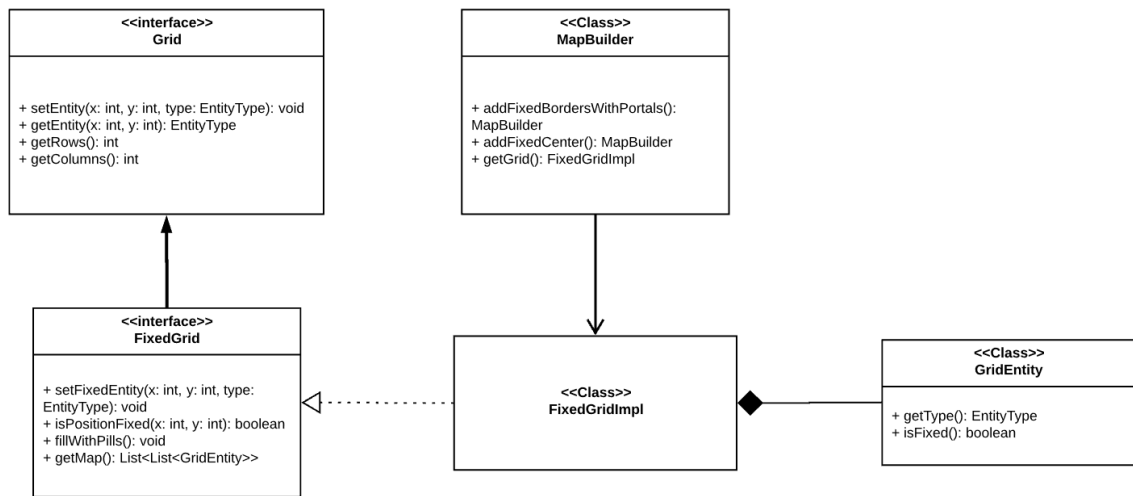 <<interface>>
Grid
+ setEntity(x: int, y: int, type: EntityType): void
+ getEntity(x: int, y: int): EntityType
+ getRows(): int
+ getColumns(): int
<<Class>>
MapBuilder
+ addFixedBordersWithPortals():
MapBuilder
+ addFixedCenter(): MapBuilder
+ getGrid(): FixedGridImpl
<<interface>>
FixedGrid
+ setFixedEntity(x: int, y: int, type:
EntityType): void
+ isPositionFixed(x: int, y: int): boolean
+ fillWithPills(): void
+ getMap(): List<List<GridEntity>>
<<Class>>
FixedGridImpl
<<Class>>
GridEntity
+ getType(): EntityType
+ isFixed(): boolean